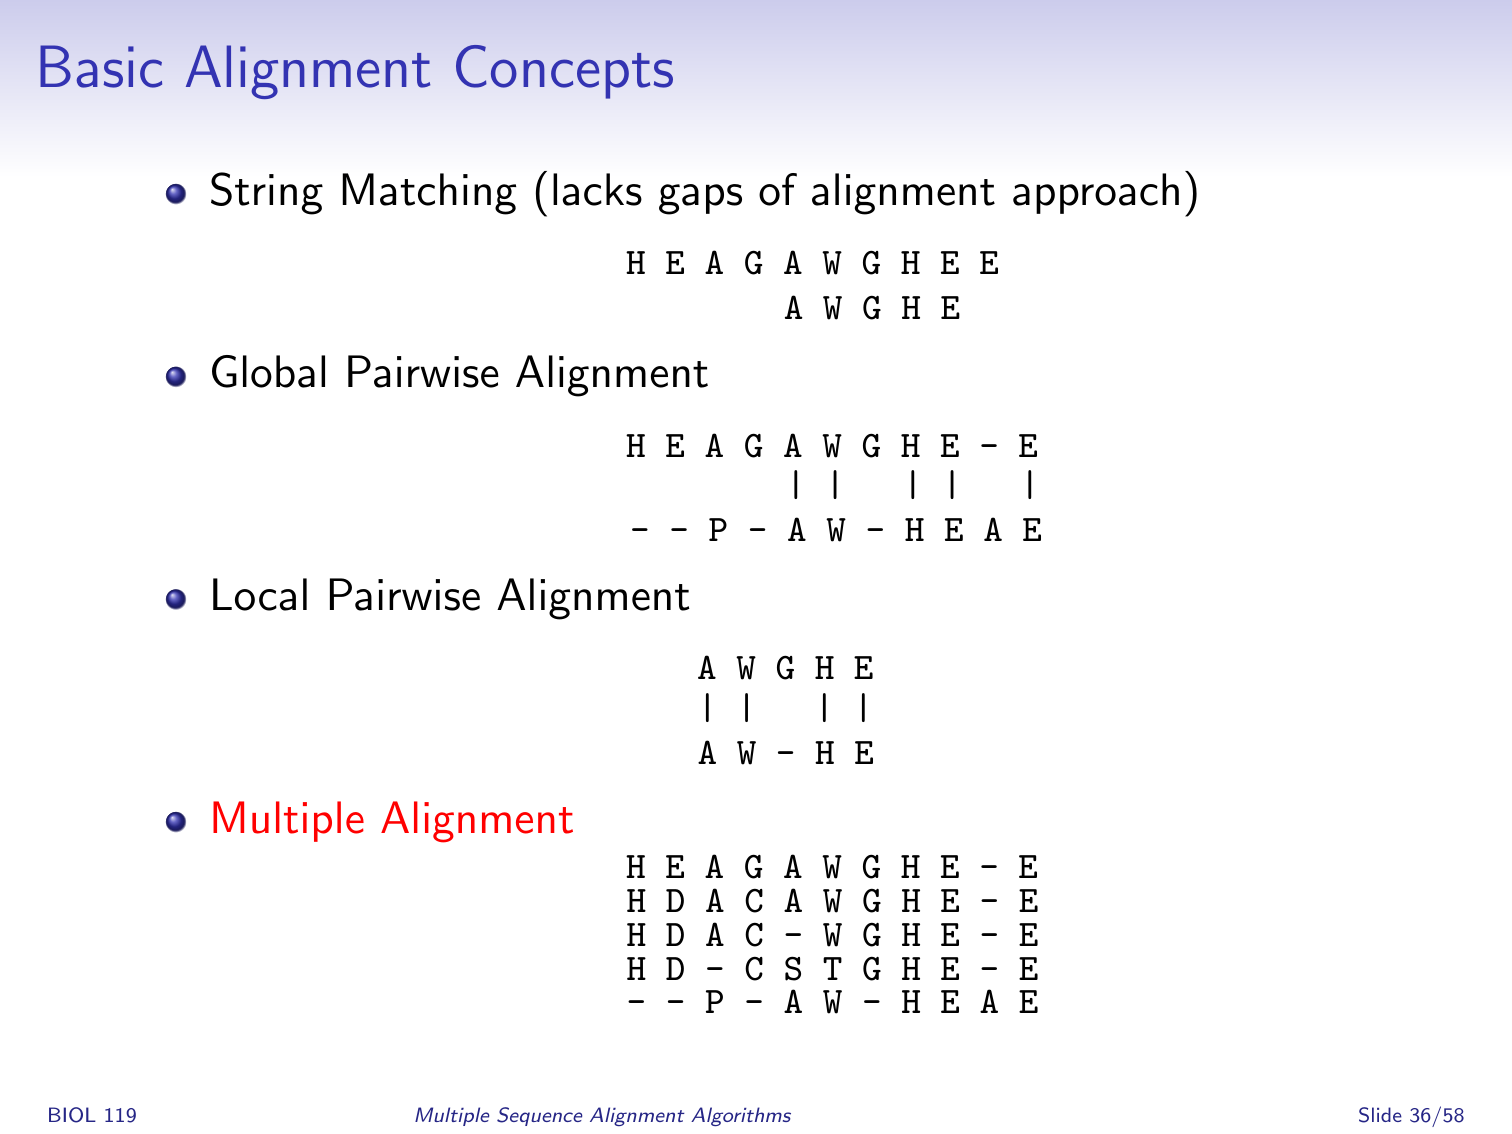 Basic Alignment Concepts
String Matching (lacks gaps of alignment approach)
H E A G A W G H E E
A W G H E
Global Pairwise Alignment
H E A G A W G H E - E
| | | | |
- - P - A W - H E A E
Local Pairwise Alignment
A W G H E
| | | |
A W - H E
Multiple Alignment
H E A G A W G H E - E
H D A C A W G H E - E
H D A C - W G H E - E
H D - C S T G H E - E
- - P - A W - H E A E
BIOL 119 Multiple Sequence Alignment Algorithms Slide 36/58